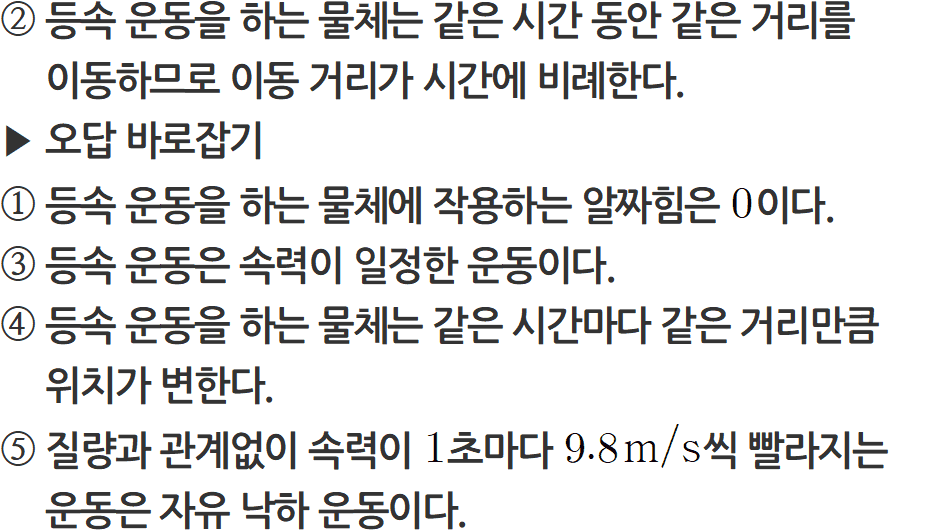 ② 등속 운동을 하는 물체는 같은 시간 동안 같은 거리를
이동하므로 이동 거리가 시간에 비례한다.
▶ 오답 바로잡기
① 등속 운동을 하는 물체에 작용하는 알짜힘은 0이다.
③ 등속 운동은 속력이 일정한 운동이다.
④ 등속 운동을 하는 물체는 같은 시간마다 같은 거리만큼
위치가 변한다.
⑤ 질량과 관계없이 속력이 1초마다 9.8m/s씩 빨라지는
운동은 자유 낙하 운동이다.